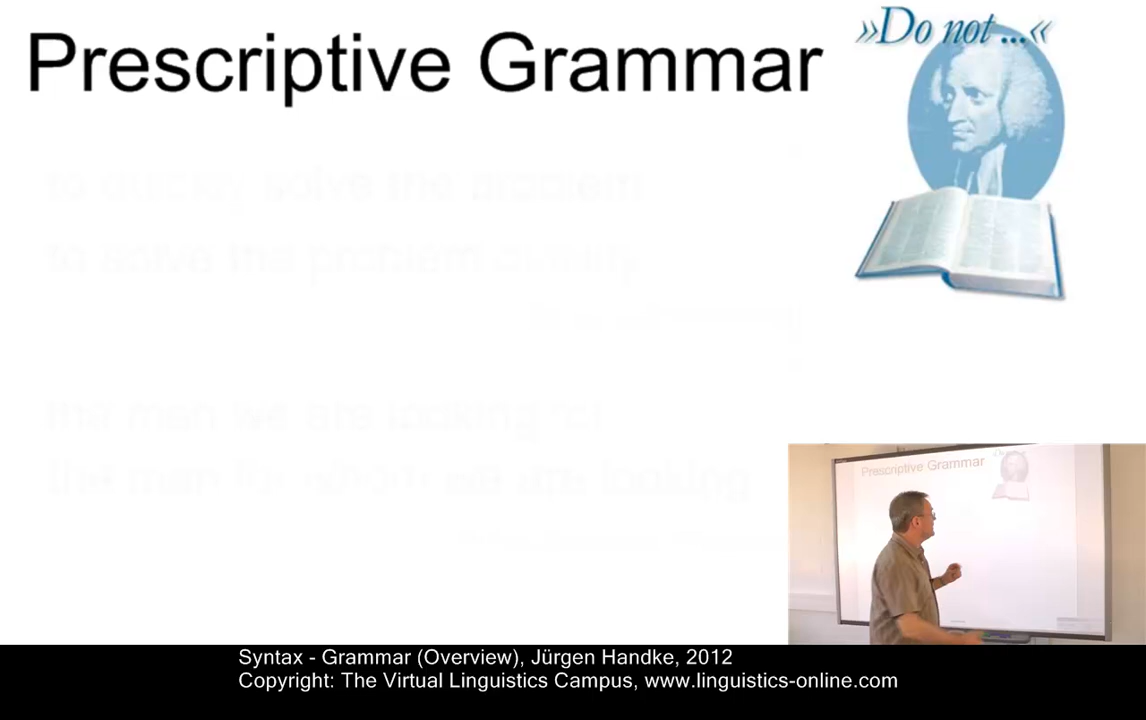 Prescriptive Grammar
»Do not ...«
to quickly solve the problem
to solve the problem quickly
the man we are looking for
the man for whom we are looking
Prescriptive Grammar
Syntax - Grammar (Overview), Jürgen Handke, 2012
Copyright: The Virtual Linguistics Campus, www.linguistics-online.com